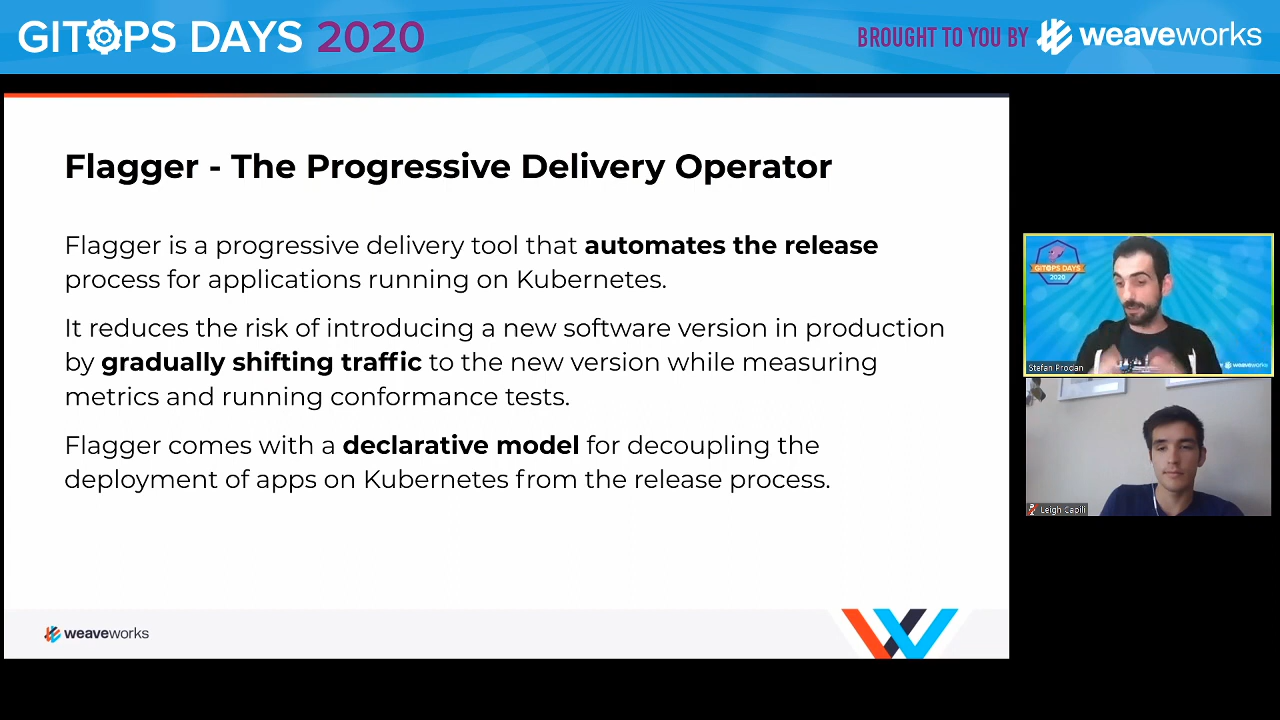 GITOPS DAYS 2020
BROUGHT TO YOU BY weaveworks
Flagger - The Progressive Delivery Operator
Flagger is a progressive delivery tool that automates the release
process for applications running on Kubernetes.
It reduces the risk of introducing a new software version in production
by gradually shifting traffic to the new version while measuring
metrics and running conformance tests.
Flagger comes with a declarative model for decoupling the
deployment of apps on Kubernetes from the release process.
weaveworks
GITOPS DAYS
2020
Stefan Prodan
weaveworks
Leigh Capili